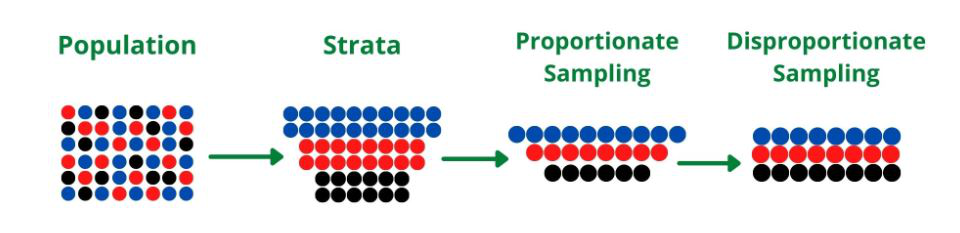 Population
Strata
Proportionate
Sampling
Disproportionate
Sampling